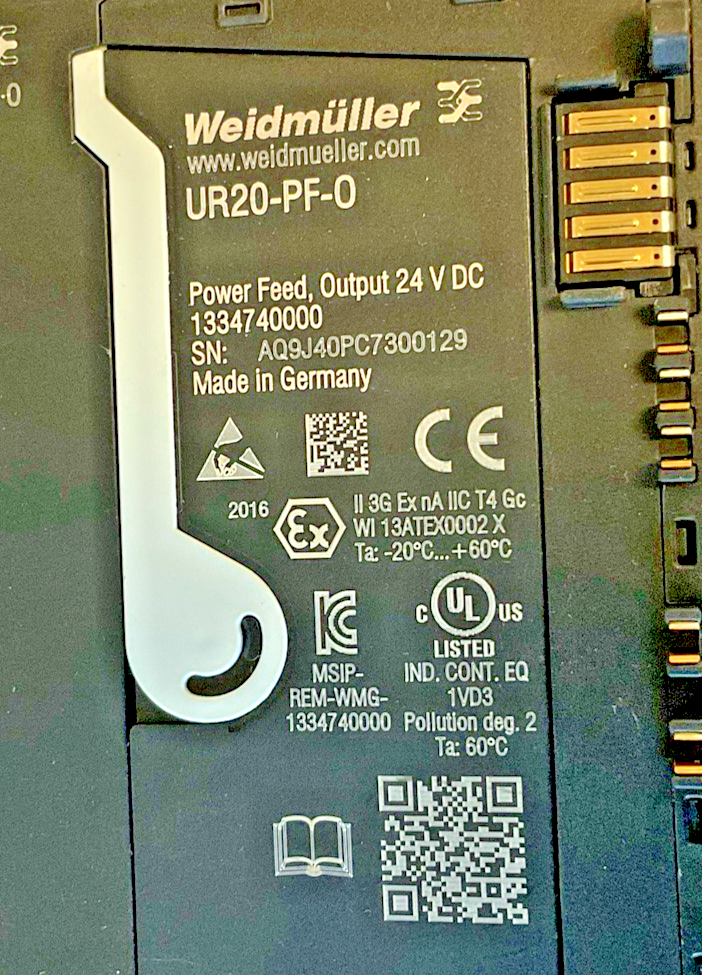 -O
Weidmüller
www.weidmueller.com
UR20-PF-O
Power Feed, Output 24 V DC
1334740000
SN: AQ9J40PC7300129
Made in Germany
CE
2016
Ex
II 3G Ex nA IIC T4 Gc
WI 13ATEX0002 X
Ta: -20°C...+60°C
KC
MSIP-
REM-WMG-
1334740000
C UL US
LISTED
IND. CONT. EQ
1VD3
Pollution deg. 2
Ta: 60°C